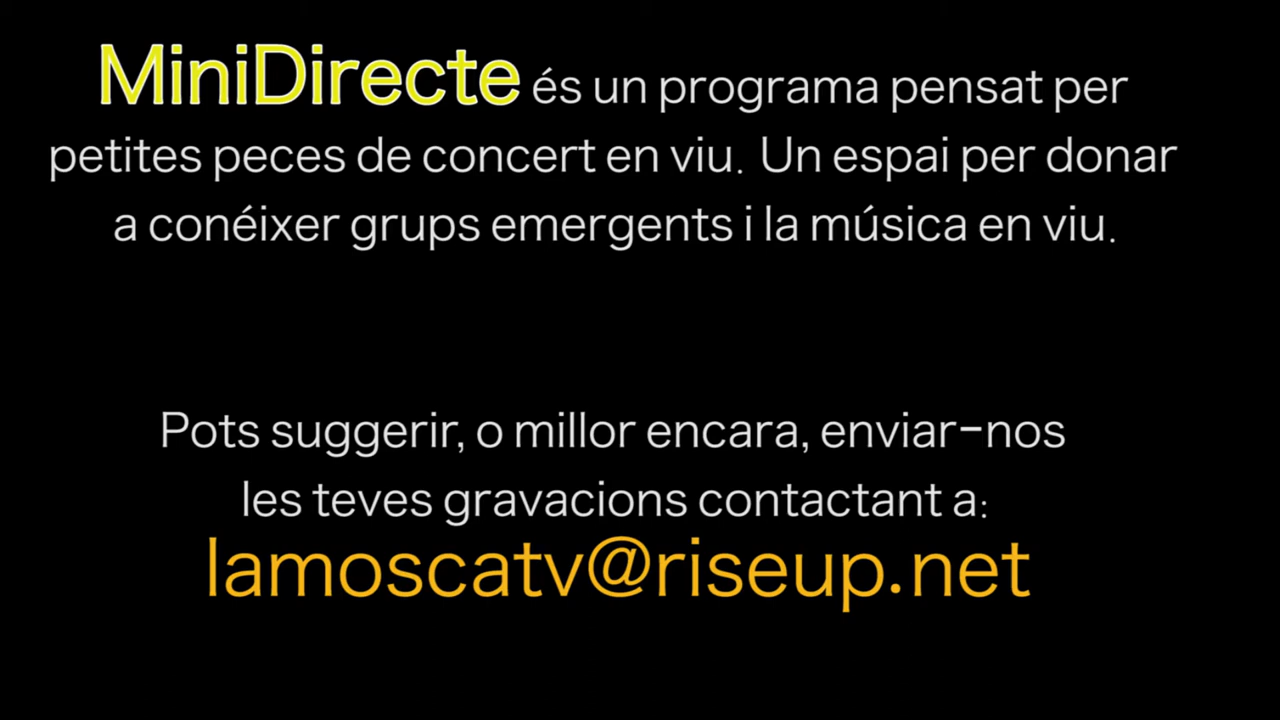 MiniDirecte és un programa pensat per
petites peces de concert en viu. Un espai per donar
a conéixer grups emergents i la música en viu.
Pots suggerir, o millor encara, enviar-nos
les teves gravacions contactant a:
lamoscatv@riseup.net